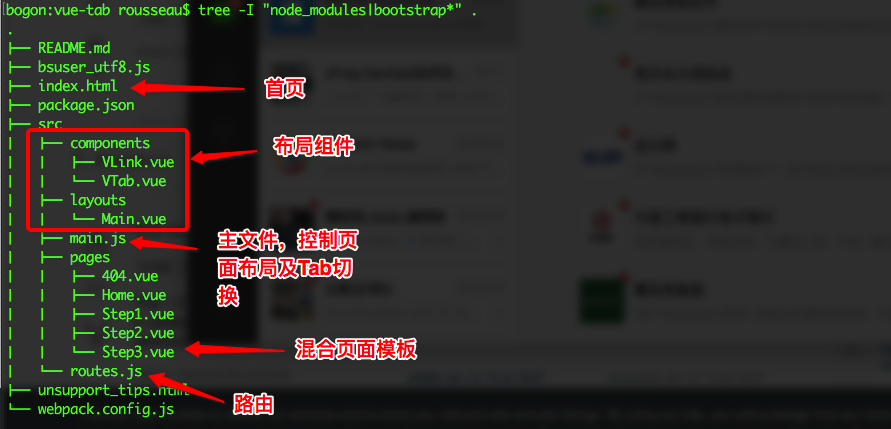 bogon:vue-tab rousseau$ tree -I "node_modules|bootstrap*" .
.
├── README.md
├── bsuser_utf8.js
├── index.html
首页
├── package.json
├── src
│   ├── components
布局组件
│   │   ├── VLink.vue
│   │   └── VTab.vue
│   ├── layouts
│   │   └── Main.vue
│   ├── main.js
主文件，控制页
面布局及Tab切
换
│   ├── pages
│   │   ├── 404.vue
│   │   ├── Home.vue
│   │   ├── Step1.vue
│   │   ├── Step2.vue
│   │   └── Step3.vue
混合页面模板
│   └── routes.js
路由
├── unsupport_tips.html
└── webpack.config.js